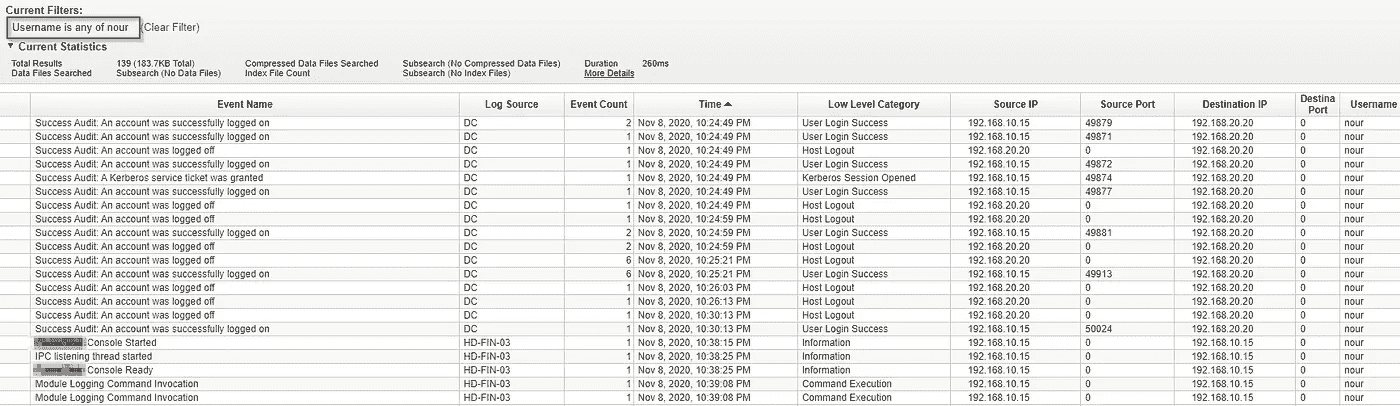 Current Filters:
Username is any of nour (Clear Filter)
▼ Current Statistics
Total Results 139 (183.7KB Total) Compressed Data Files Searched Subsearch (No Compressed Data Files) Duration 260ms
Data Files Searched Subsearch (No Data Files) Index File Count Subsearch (No Index Files) More Details
Event Name Log Source Event Count Time ▲ Low Level Category Source IP Source Port Destination IP Destina Port Username
Success Audit: An account was successfully logged on DC 2 Nov 8, 2020, 10:24:49 PM User Login Success 192.168.10.15 49879 192.168.20.20 0 nour
Success Audit: An account was successfully logged on DC 1 Nov 8, 2020, 10:24:49 PM User Login Success 192.168.10.15 49871 192.168.20.20 0 nour
Success Audit: An account was logged off DC 1 Nov 8, 2020, 10:24:49 PM Host Logout 192.168.20.20 0 192.168.20.20 0 nour
Success Audit: An account was successfully logged on DC 1 Nov 8, 2020, 10:24:49 PM User Login Success 192.168.10.15 49872 192.168.20.20 0 nour
Success Audit: A Kerberos service ticket was granted DC 1 Nov 8, 2020, 10:24:49 PM Kerberos Session Opened 192.168.10.15 49874 192.168.20.20 0 nour
Success Audit: An account was successfully logged on DC 1 Nov 8, 2020, 10:24:49 PM User Login Success 192.168.10.15 49877 192.168.20.20 0 nour
Success Audit: An account was logged off DC 1 Nov 8, 2020, 10:24:49 PM Host Logout 192.168.20.20 0 192.168.20.20 0 nour
Success Audit: An account was logged off DC 1 Nov 8, 2020, 10:24:59 PM Host Logout 192.168.20.20 0 192.168.20.20 0 nour
Success Audit: An account was successfully logged on DC 2 Nov 8, 2020, 10:24:59 PM User Login Success 192.168.10.15 49881 192.168.20.20 0 nour
Success Audit: An account was logged off DC 2 Nov 8, 2020, 10:24:59 PM Host Logout 192.168.20.20 0 192.168.20.20 0 nour
Success Audit: An account was logged off DC 6 Nov 8, 2020, 10:25:21 PM Host Logout 192.168.20.20 0 192.168.20.20 0 nour
Success Audit: An account was successfully logged on DC 6 Nov 8, 2020, 10:25:21 PM User Login Success 192.168.10.15 49913 192.168.20.20 0 nour
Success Audit: An account was logged off DC 1 Nov 8, 2020, 10:26:03 PM Host Logout 192.168.20.20 0 192.168.20.20 0 nour
Success Audit: An account was logged off DC 1 Nov 8, 2020, 10:26:13 PM Host Logout 192.168.20.20 0 192.168.20.20 0 nour
Success Audit: An account was logged off DC 1 Nov 8, 2020, 10:30:13 PM Host Logout 192.168.20.20 0 192.168.20.20 0 nour
Success Audit: An account was successfully logged on DC 1 Nov 8, 2020, 10:30:13 PM User Login Success 192.168.10.15 50024 192.168.20.20 0 nour
Console Started HD-FIN-03 1 Nov 8, 2020, 10:38:15 PM Information 192.168.10.15 0 192.168.10.15 0 nour
IPC listening thread started HD-FIN-03 1 Nov 8, 2020, 10:38:25 PM Information 192.168.10.15 0 192.168.10.15 0 nour
Console Ready HD-FIN-03 1 Nov 8, 2020, 10:38:25 PM Information 192.168.10.15 0 192.168.10.15 0 nour
Module Logging Command Invocation HD-FIN-03 1 Nov 8, 2020, 10:39:08 PM Command Execution 192.168.10.15 0 192.168.10.15 0 nour
Module Logging Command Invocation HD-FIN-03 1 Nov 8, 2020, 10:39:08 PM Command Execution 192.168.10.15 0 192.168.10.15 0 nour